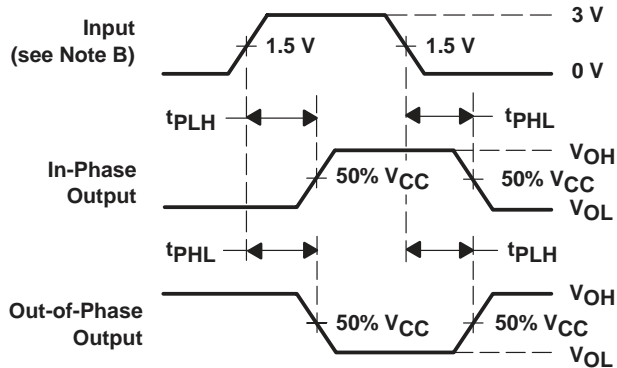 Input
(see Note B)
3 V
1.5 V
1.5 V
0 V
tPLH
tPHL
In-Phase
Output
VOH
50% VCC
50% VCC
VOL
tPHL
tPLH
Out-of-Phase
Output
VOH
50% VCC
50% VCC
VOL